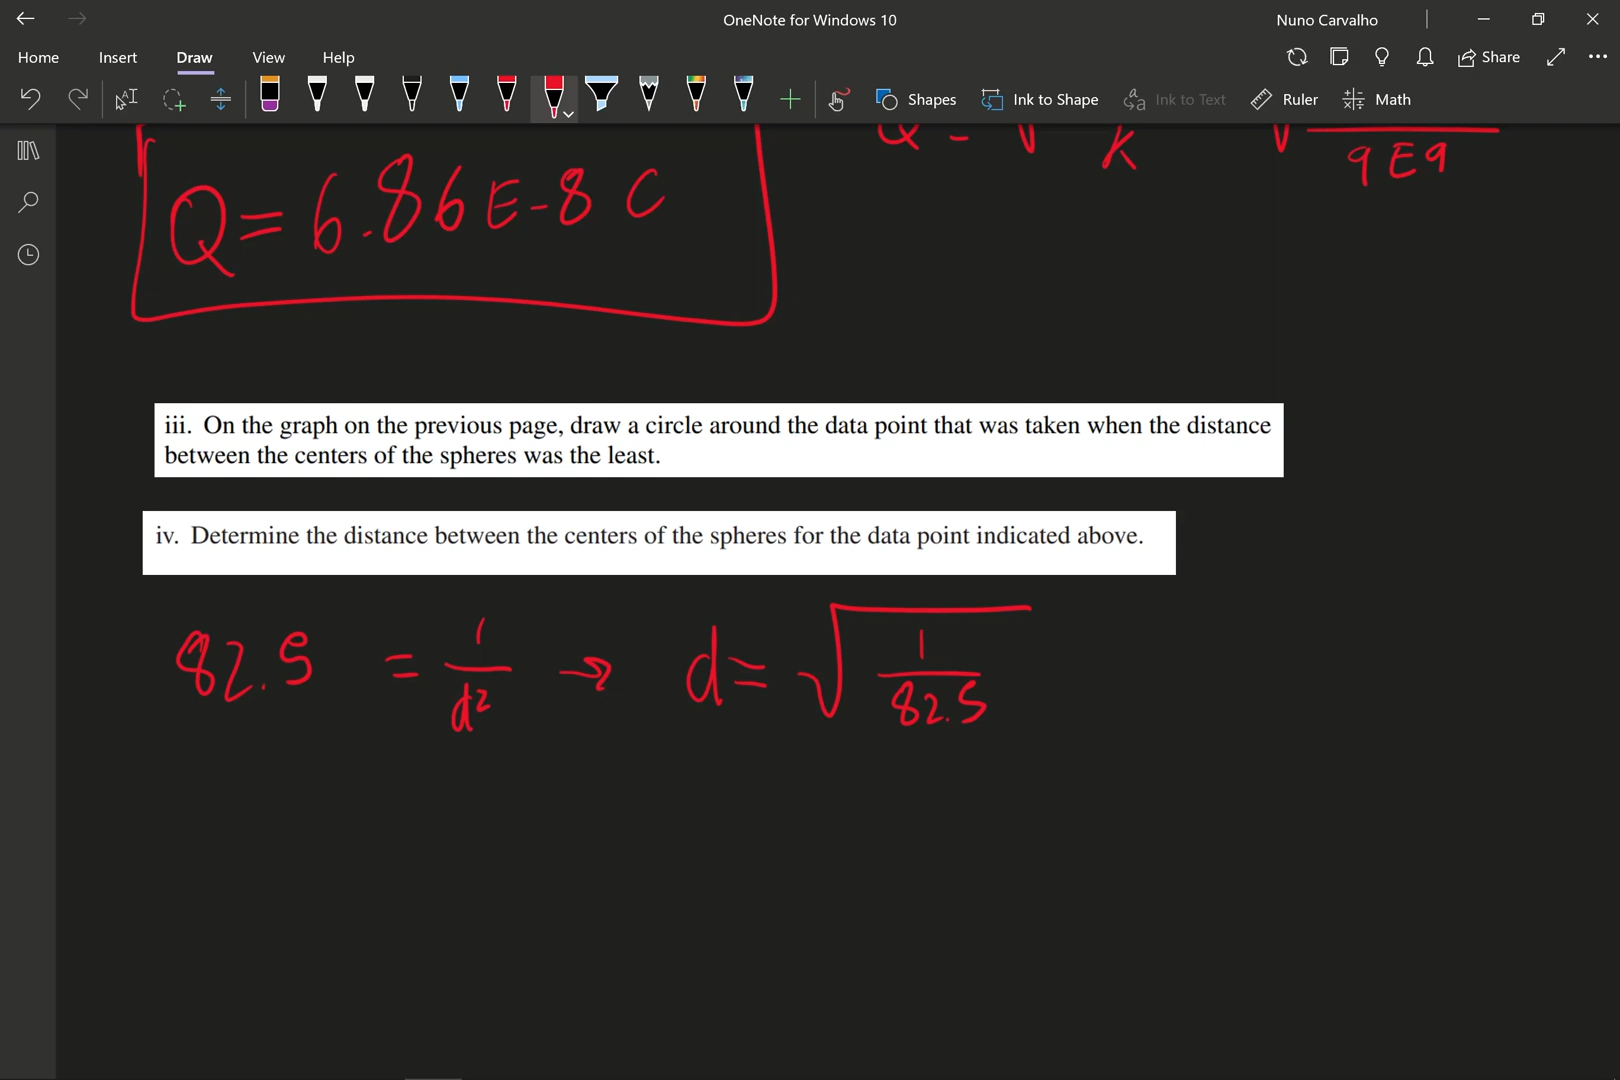 OneNote for Windows 10
Nuno Carvalho
Home Insert Draw View Help
Share
Shapes Ink to Shape Ink to Text Ruler Math
Q = √ k √ 9E9
Q = 6.86E-8 C
iii. On the graph on the previous page, draw a circle around the data point that was taken when the distance
between the centers of the spheres was the least.
iv. Determine the distance between the centers of the spheres for the data point indicated above.
82.5 = 1/d² → d = √(1/82.5)